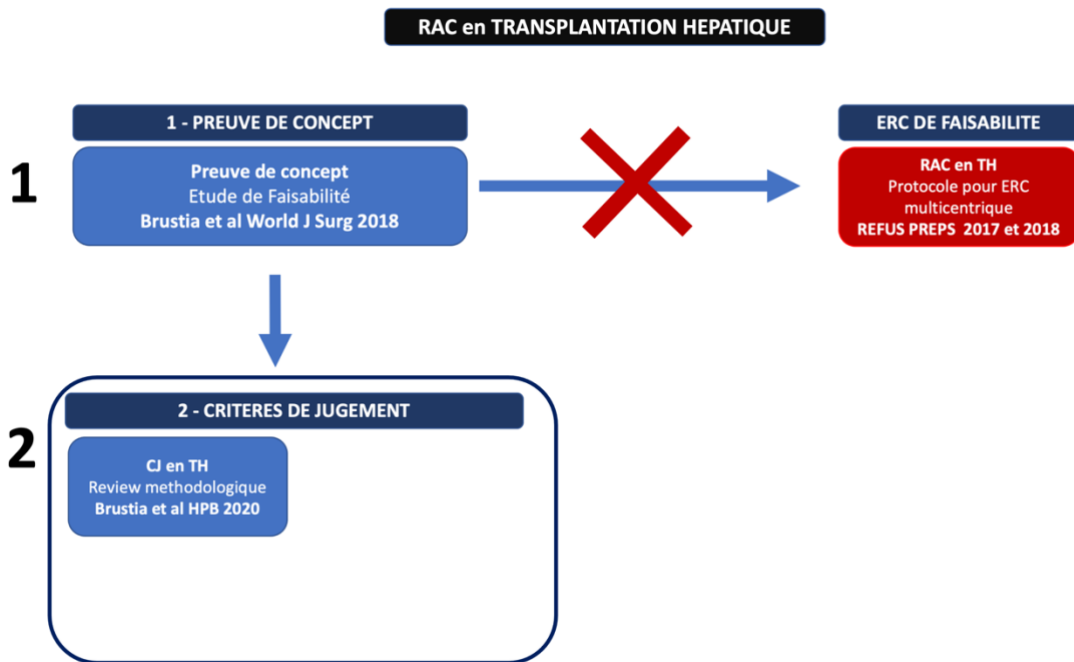 RAC en TRANSPLANTATION HEPATIQUE
1 - PREUVE DE CONCEPT
ERC DE FAISABILITE
1
Preuve de concept
Etude de Faisabilité
Brustia et al World J Surg 2018
RAC en TH
Protocole pour ERC
multicentrique
REFUS PREPS 2017 et 2018
2 - CRITERES DE JUGEMENT
2
CJ en TH
Review methodologique
Brustia et al HPB 2020